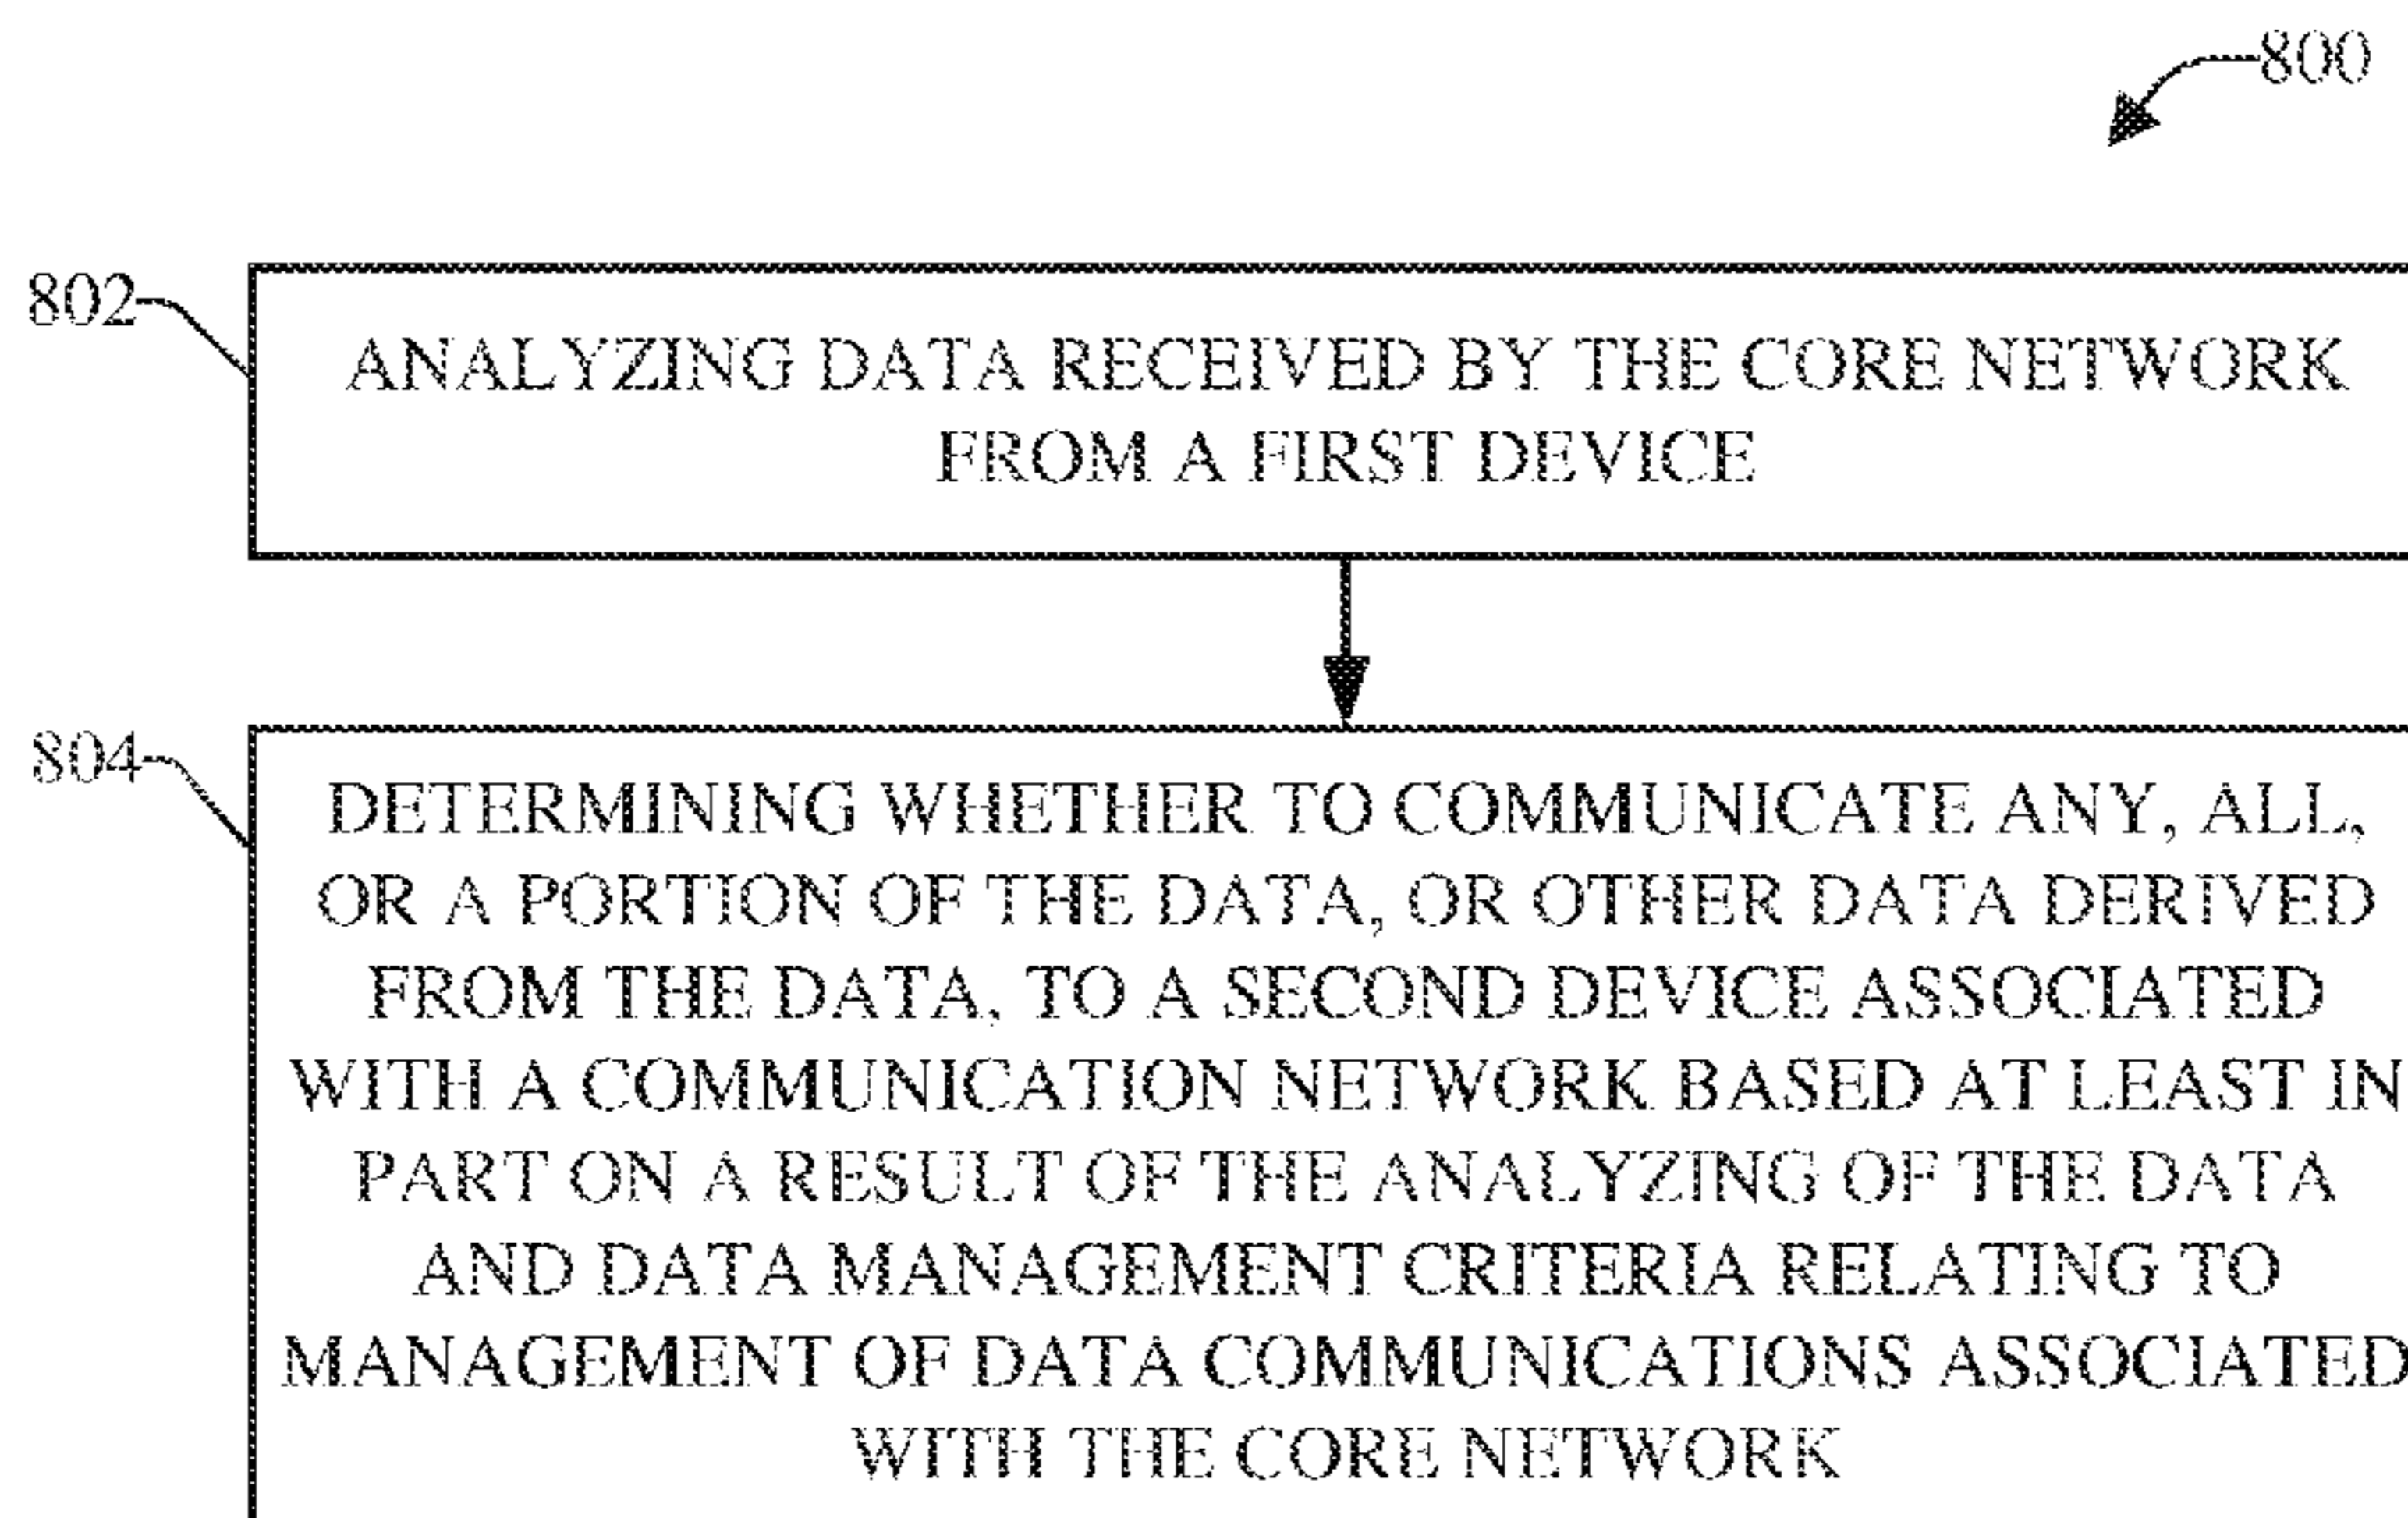 800
802
ANALYZING DATA RECEIVED BY THE CORE NETWORK
FROM A FIRST DEVICE
804
DETERMINING WHETHER TO COMMUNICATE ANY, ALL,
OR A PORTION OF THE DATA, OR OTHER DATA DERIVED
FROM THE DATA, TO A SECOND DEVICE ASSOCIATED
WITH A COMMUNICATION NETWORK BASED AT LEAST IN
PART ON A RESULT OF THE ANALYZING OF THE DATA
AND DATA MANAGEMENT CRITERIA RELATING TO
MANAGEMENT OF DATA COMMUNICATIONS ASSOCIATED
WITH THE CORE NETWORK